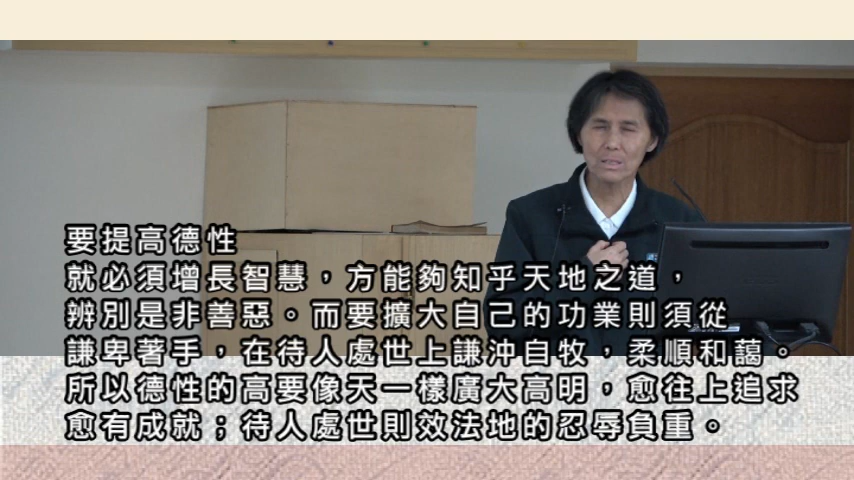 要提高德性
就必須增長智慧，方能夠知乎天地之道，
辨別是非善惡。而要擴大自己的功業則須從
謙卑著手，在待人處世上謙沖自牧，柔順和藹。
所以德性的高要像天一樣廣大高明，愈往上追求
愈有成就；待人處世則效法地的忍辱負重。